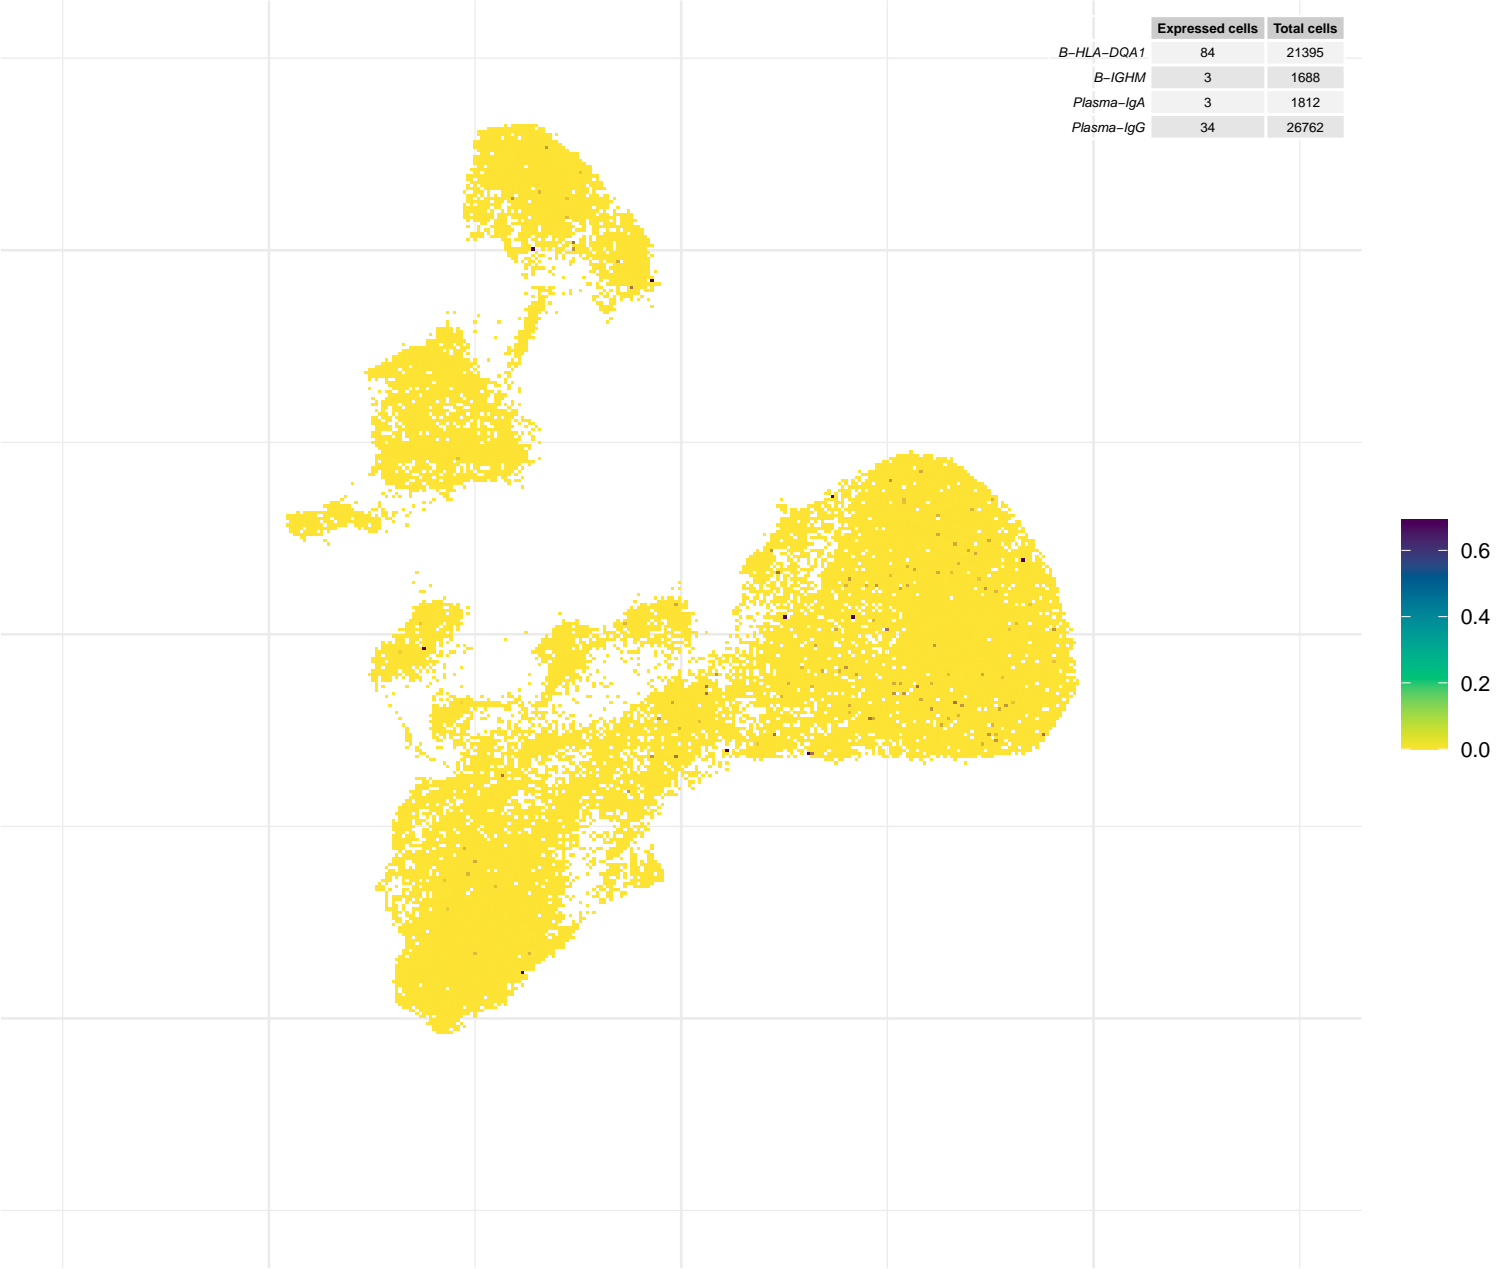 Expressed cells Total cells
B−HLA−DQA1 84 21395
B−IGHM 3 1688
Plasma−IgA 3 1812
Plasma−IgG 34 26762
0.6
0.4
0.2
0.0